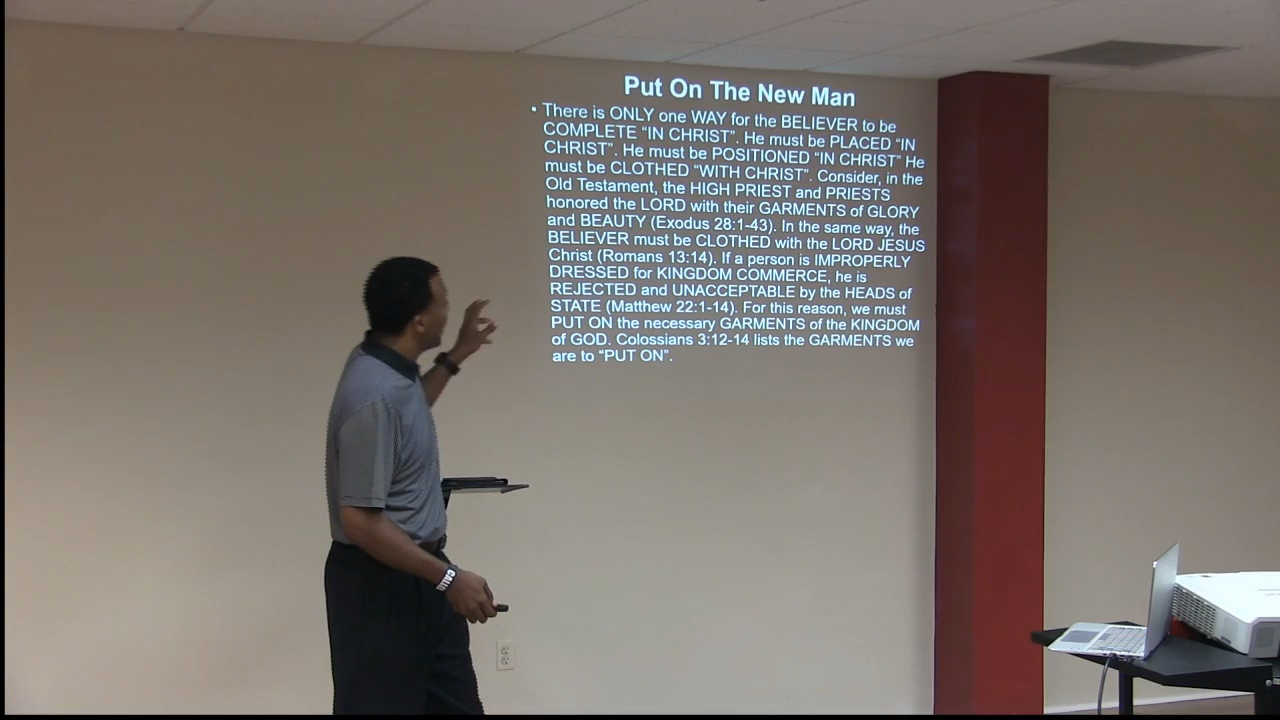 Put On The New Man
• There is ONLY one WAY for the BELIEVER to be
COMPLETE “IN CHRIST”. He must be PLACED “IN
CHRIST”. He must be POSITIONED “IN CHRIST” He
must be CLOTHED “WITH CHRIST”. Consider, in the
Old Testament, the HIGH PRIEST and PRIESTS
honored the LORD with their GARMENTS of GLORY
and BEAUTY (Exodus 28:1-43). In the same way, the
BELIEVER must be CLOTHED with the LORD JESUS
Christ (Romans 13:14). If a person is IMPROPERLY
DRESSED for KINGDOM COMMERCE, he is
REJECTED and UNACCEPTABLE by the HEADS of
STATE (Matthew 22:1-14). For this reason, we must
PUT ON the necessary GARMENTS of the KINGDOM
of GOD. Colossians 3:12-14 lists the GARMENTS we
are to “PUT ON”.